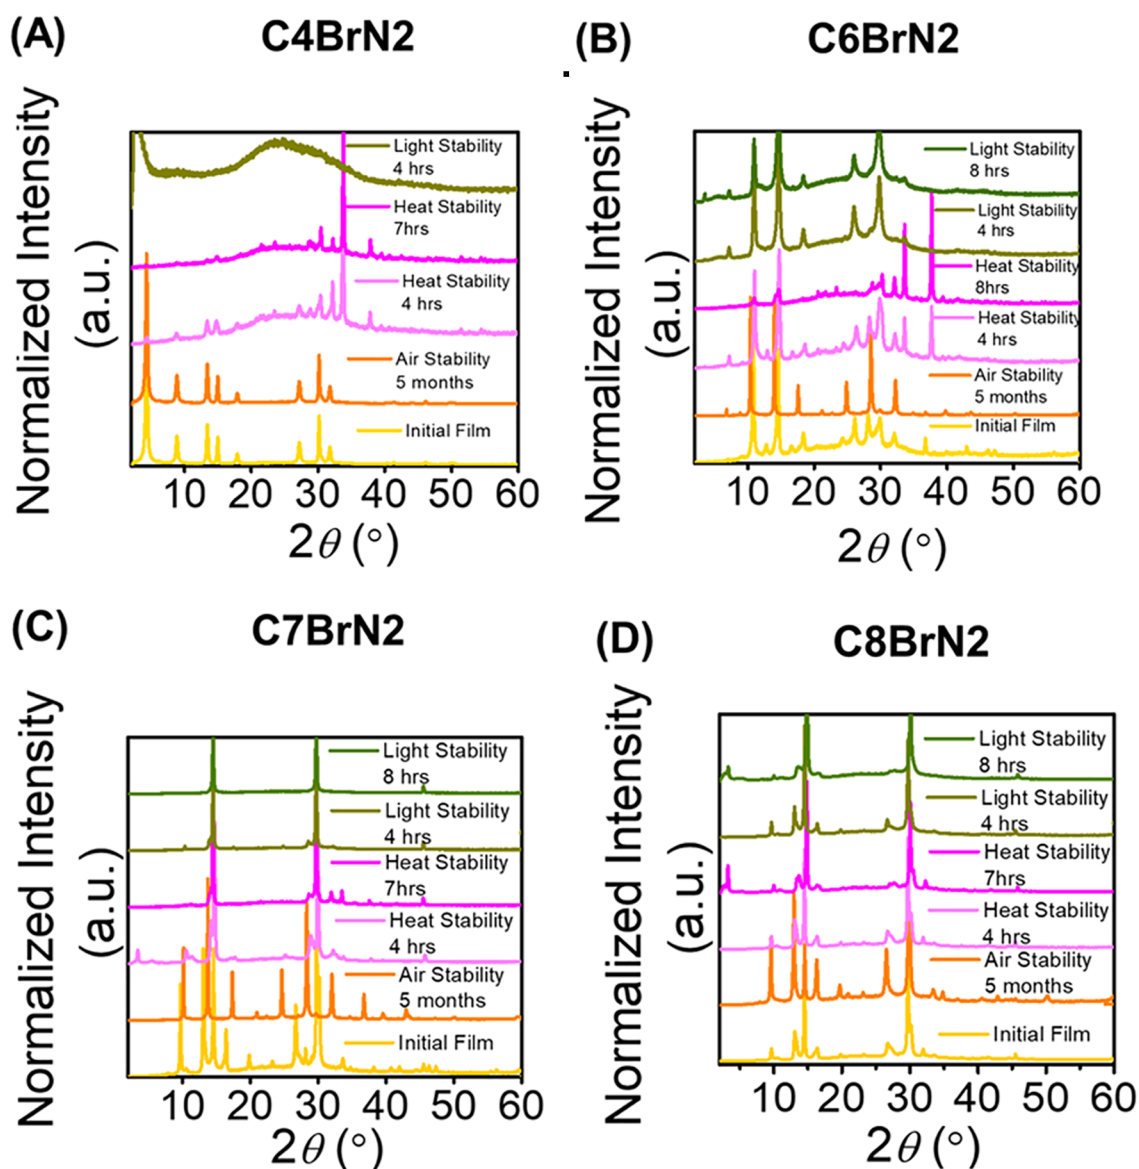 (A)
C4BrN2
Normalized Intensity
(a.u.)
Light Stability
4 hrs
Heat Stability
7hrs
Heat Stability
4 hrs
Air Stability
5 months
Initial Film
10 20 30 40 50 60
2θ (°)
(B)
C6BrN2
Normalized Intensity
(a.u.)
Light Stability
8 hrs
Light Stability
4 hrs
Heat Stability
8hrs
Heat Stability
4 hrs
Air Stability
5 months
Initial Film
10 20 30 40 50 60
2θ (°)
(C)
C7BrN2
Normalized Intensity
(a.u.)
Light Stability
8 hrs
Light Stability
4 hrs
Heat Stability
7hrs
Heat Stability
4 hrs
Air Stability
5 months
Initial Film
10 20 30 40 50 60
2θ (°)
(D)
C8BrN2
Normalized Intensity
(a.u.)
Light Stability
8 hrs
Light Stability
4 hrs
Heat Stability
7hrs
Heat Stability
4 hrs
Air Stability
5 months
Initial Film
10 20 30 40 50 60
2θ (°)